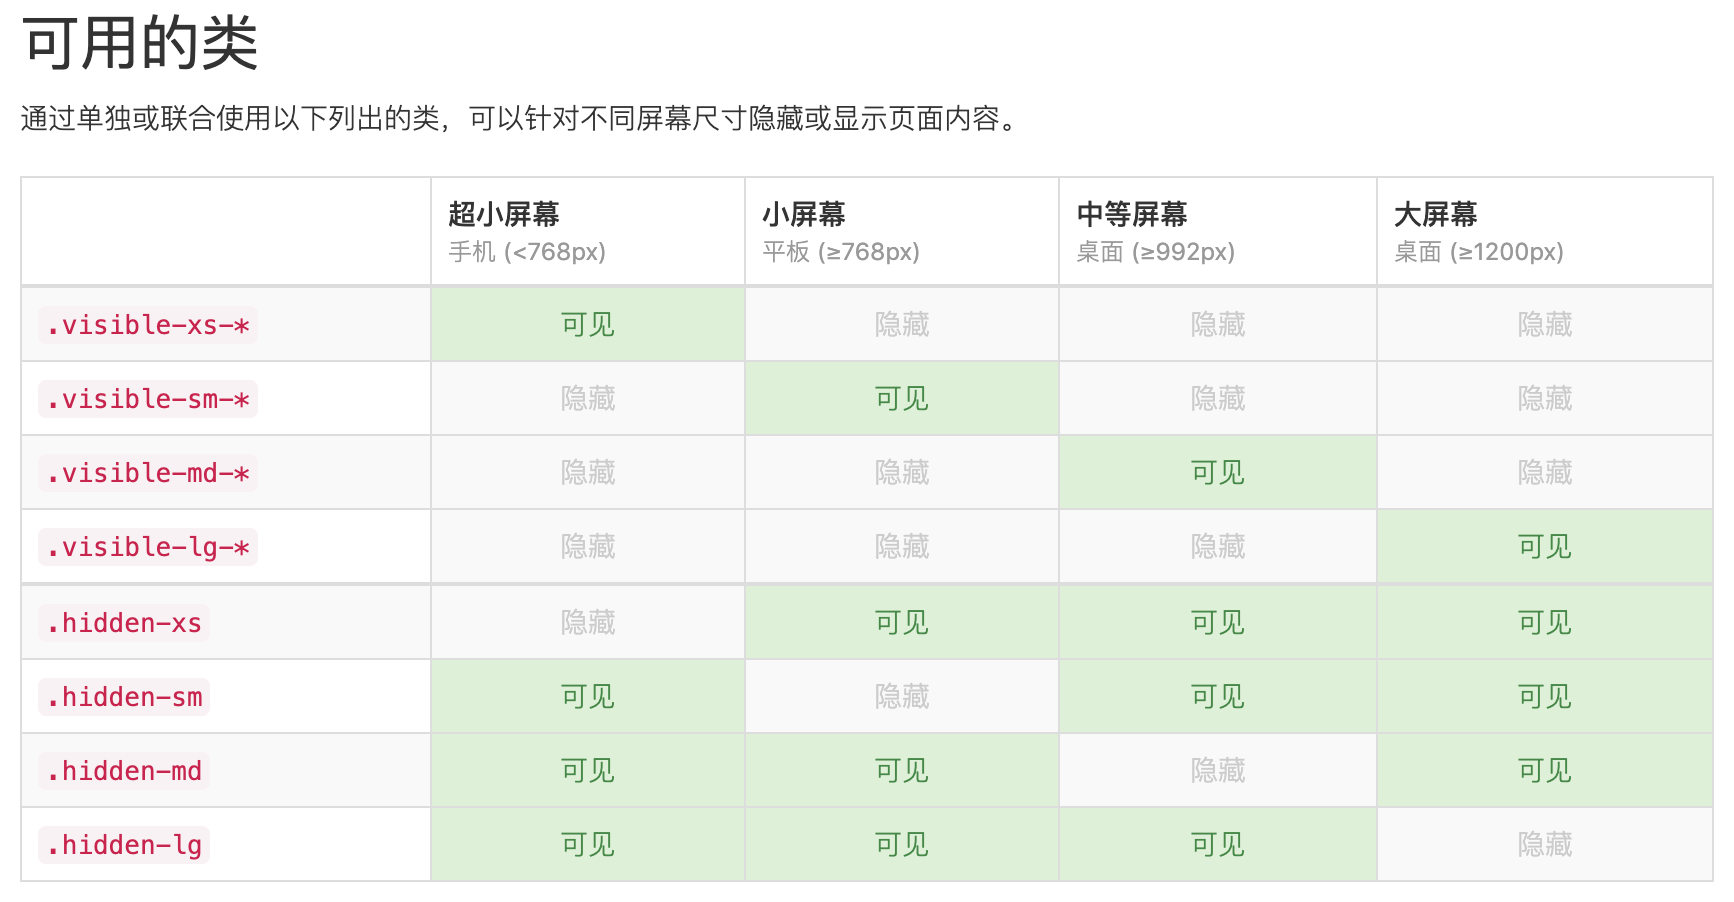 可用的类
通过单独或联合使用以下列出的类，可以针对不同屏幕尺寸隐藏或显示页面内容。
超小屏幕 小屏幕 中等屏幕 大屏幕
手机 (<768px) 平板 (≥768px) 桌面 (≥992px) 桌面 (≥1200px)
.visible-xs-* 可见 隐藏 隐藏 隐藏
.visible-sm-* 隐藏 可见 隐藏 隐藏
.visible-md-* 隐藏 隐藏 可见 隐藏
.visible-lg-* 隐藏 隐藏 隐藏 可见
.hidden-xs 隐藏 可见 可见 可见
.hidden-sm 可见 隐藏 可见 可见
.hidden-md 可见 可见 隐藏 可见
.hidden-lg 可见 可见 可见 隐藏